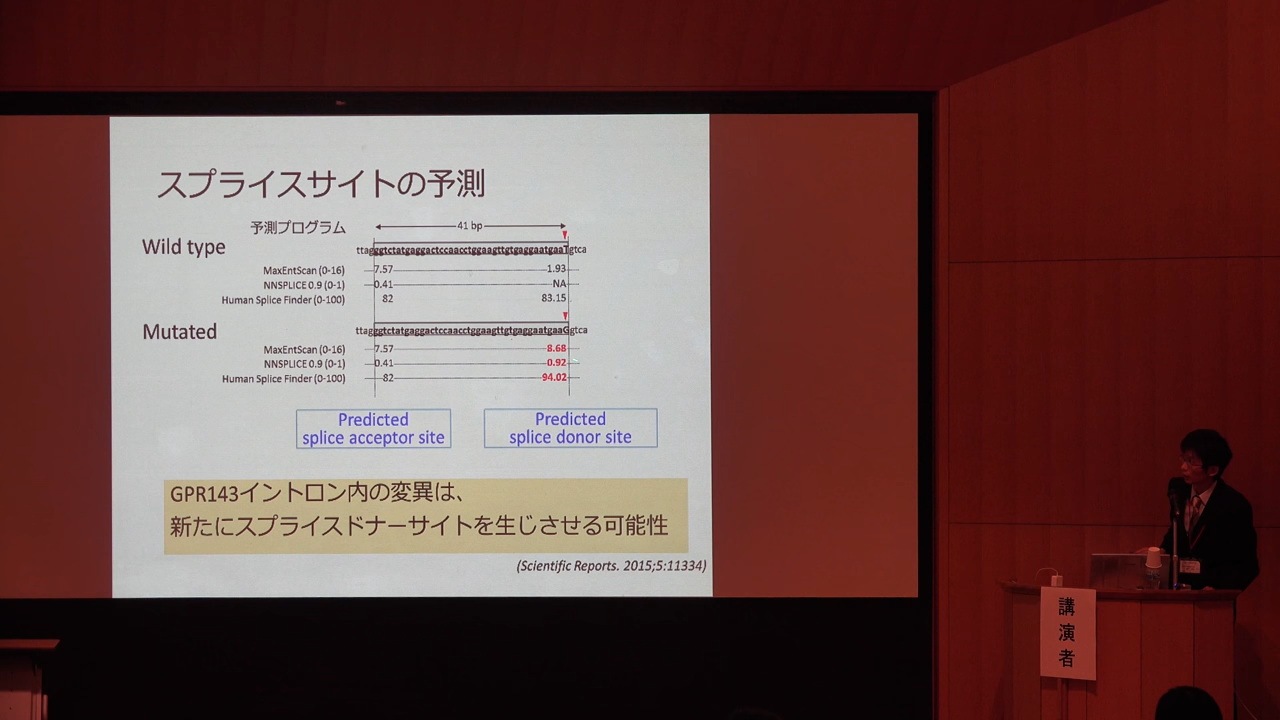 スプライスサイトの予測
予測プログラム
41 bp
Wild type
ttagggtctatgaggactccaacctggaagttgtgaggaatgaaTgtca
MaxEntScan (0-16) 7.57 1.93
NNSPLICE 0.9 (0-1) 0.41 NA
Human Splice Finder (0-100) 82 83.15
Mutated
ttagggtctatgaggactccaacctggaagttgtgaggaatgaaGgtca
MaxEntScan (0-16) 7.57 8.68
NNSPLICE 0.9 (0-1) 0.41 0.92
Human Splice Finder (0-100) 82 94.02
Predicted
splice acceptor site
Predicted
splice donor site
GPR143イントロン内の変異は、
新たにスプライスドナーサイトを生じさせる可能性
(Scientific Reports. 2015;5:11334)
講演者